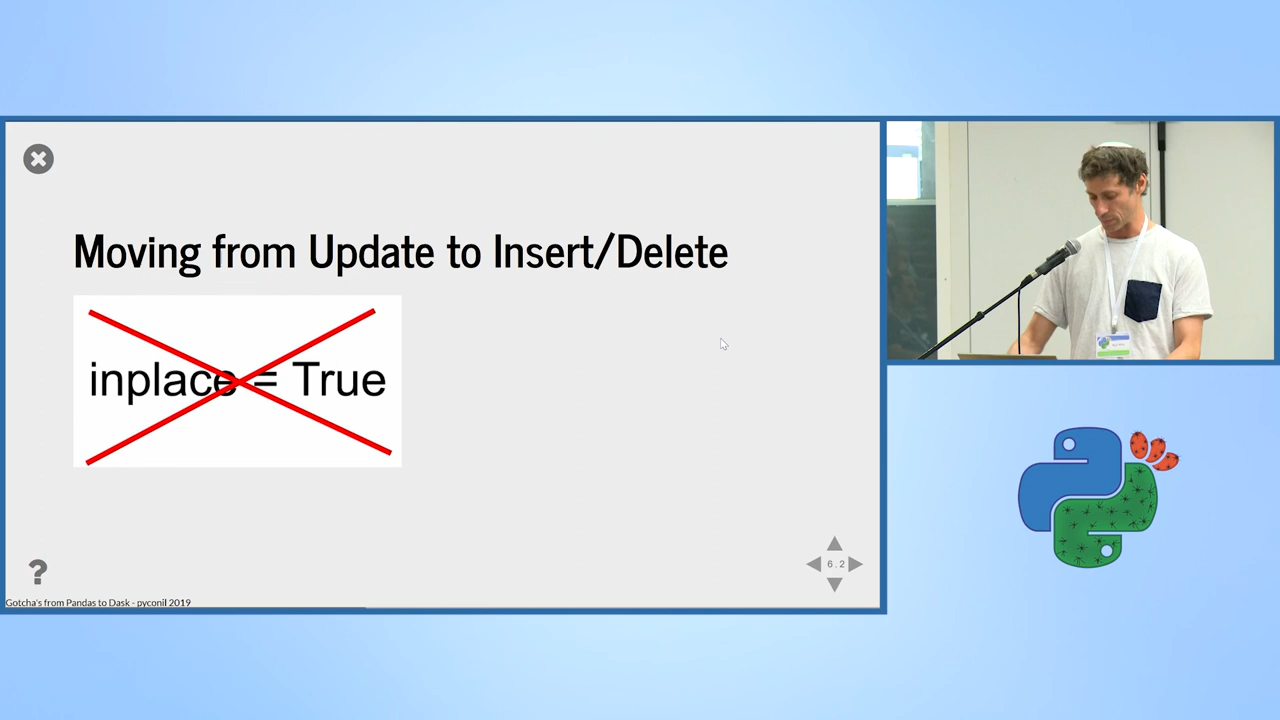 Moving from Update to Insert/Delete
inplace = True
6.2
?
Gotcha's from Pandas to Dask - pyconil 2019